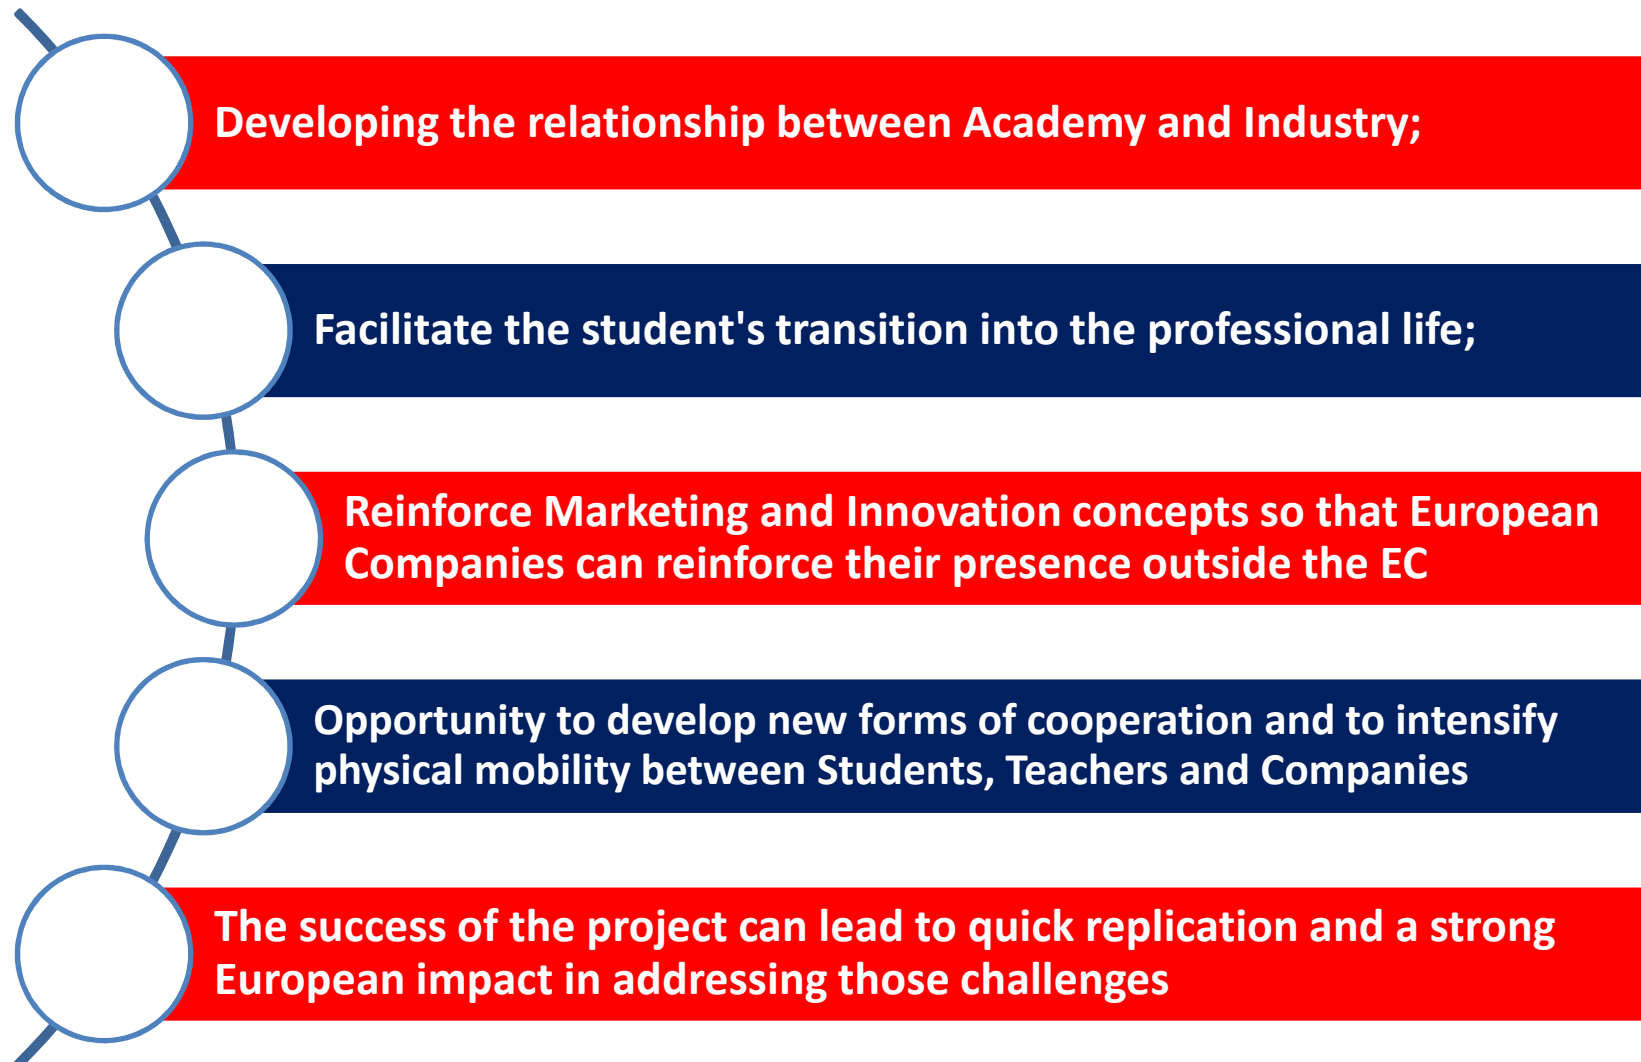 Developing the relationship between Academy and Industry;
Facilitate the student's transition into the professional life;
Reinforce Marketing and Innovation concepts so that European
Companies can reinforce their presence outside the EC
Opportunity to develop new forms of cooperation and to intensify
physical mobility between Students, Teachers and Companies
The success of the project can lead to quick replication and a strong
European impact in addressing those challenges